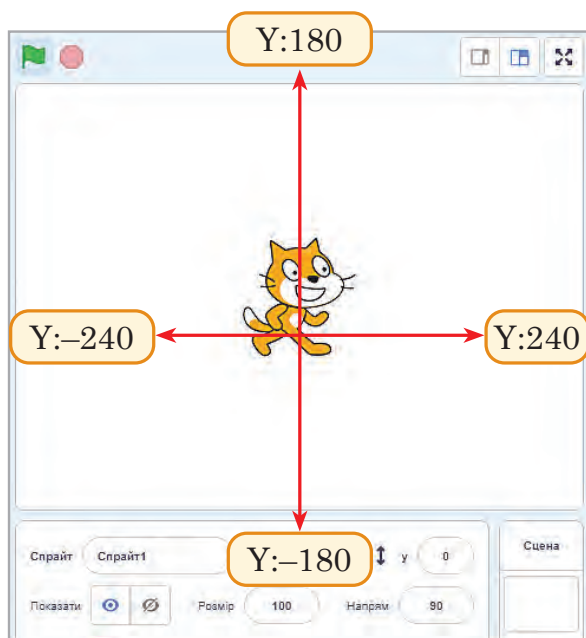 Y:180
Y:–240
Y:240
Y:–180
Спрайт Спрайт1 y 0
Сцена
Показати Розмір 100 Напрям 90